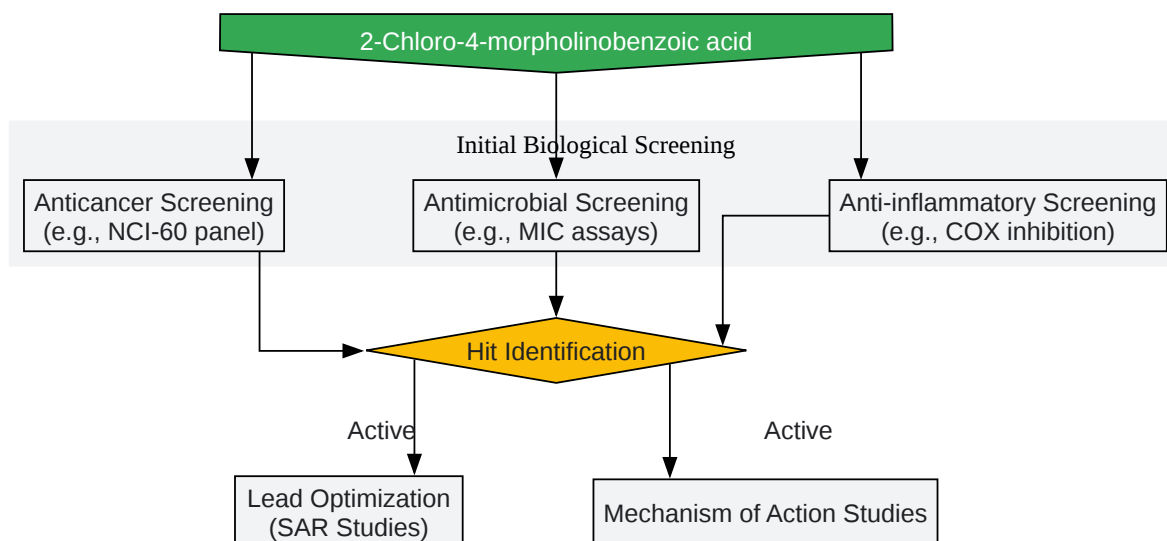 2-Chloro-4-morpholinobenzoic acid
Initial Biological Screening
Anticancer Screening
(e.g., NCI-60 panel)
Antimicrobial Screening
(e.g., MIC assays)
Anti-inflammatory Screening
(e.g., COX inhibition)
Hit Identification
Active
Active
Lead Optimization
(SAR Studies)
Mechanism of Action Studies